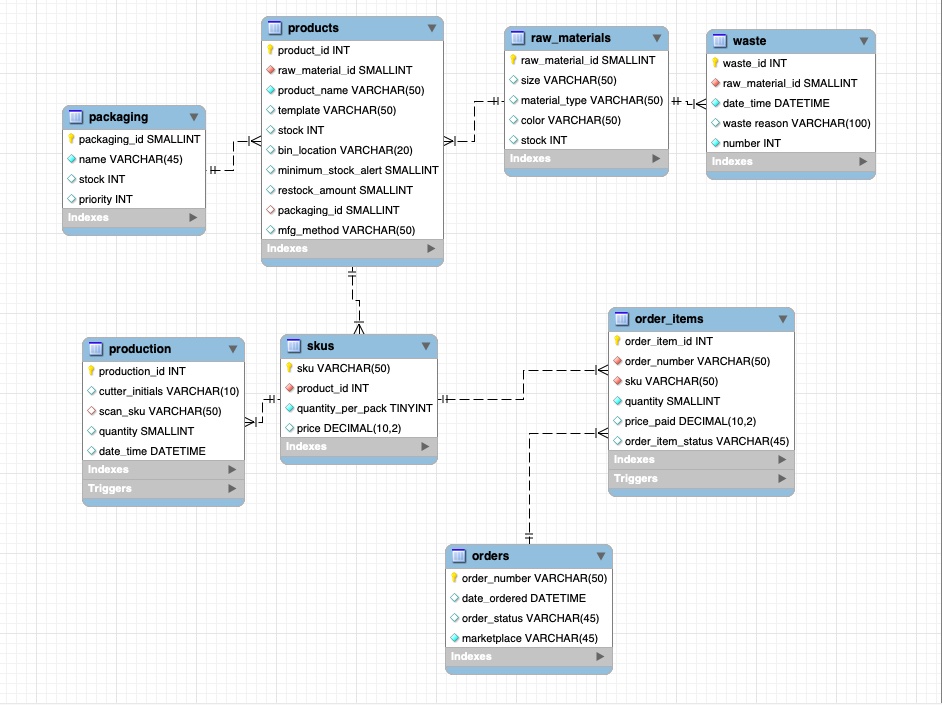 products
product_id INT
raw_material_id SMALLINT
product_name VARCHAR(50)
template VARCHAR(50)
stock INT
bin_location VARCHAR(20)
minimum_stock_alert SMALLINT
restock_amount SMALLINT
packaging_id SMALLINT
mfg_method VARCHAR(50)
Indexes
raw_materials
raw_material_id SMALLINT
size VARCHAR(50)
material_type VARCHAR(50)
color VARCHAR(50)
stock INT
Indexes
waste
waste_id INT
raw_material_id SMALLINT
date_time DATETIME
waste reason VARCHAR(100)
number INT
Indexes
packaging
packaging_id SMALLINT
name VARCHAR(45)
stock INT
priority INT
Indexes
production
production_id INT
cutter_initials VARCHAR(10)
scan_sku VARCHAR(50)
quantity SMALLINT
date_time DATETIME
Indexes
Triggers
skus
sku VARCHAR(50)
product_id INT
quantity_per_pack TINYINT
price DECIMAL(10,2)
Indexes
order_items
order_item_id INT
order_number VARCHAR(50)
sku VARCHAR(50)
quantity SMALLINT
price_paid DECIMAL(10,2)
order_item_status VARCHAR(45)
Indexes
Triggers
orders
order_number VARCHAR(50)
date_ordered DATETIME
order_status VARCHAR(45)
marketplace VARCHAR(45)
Indexes